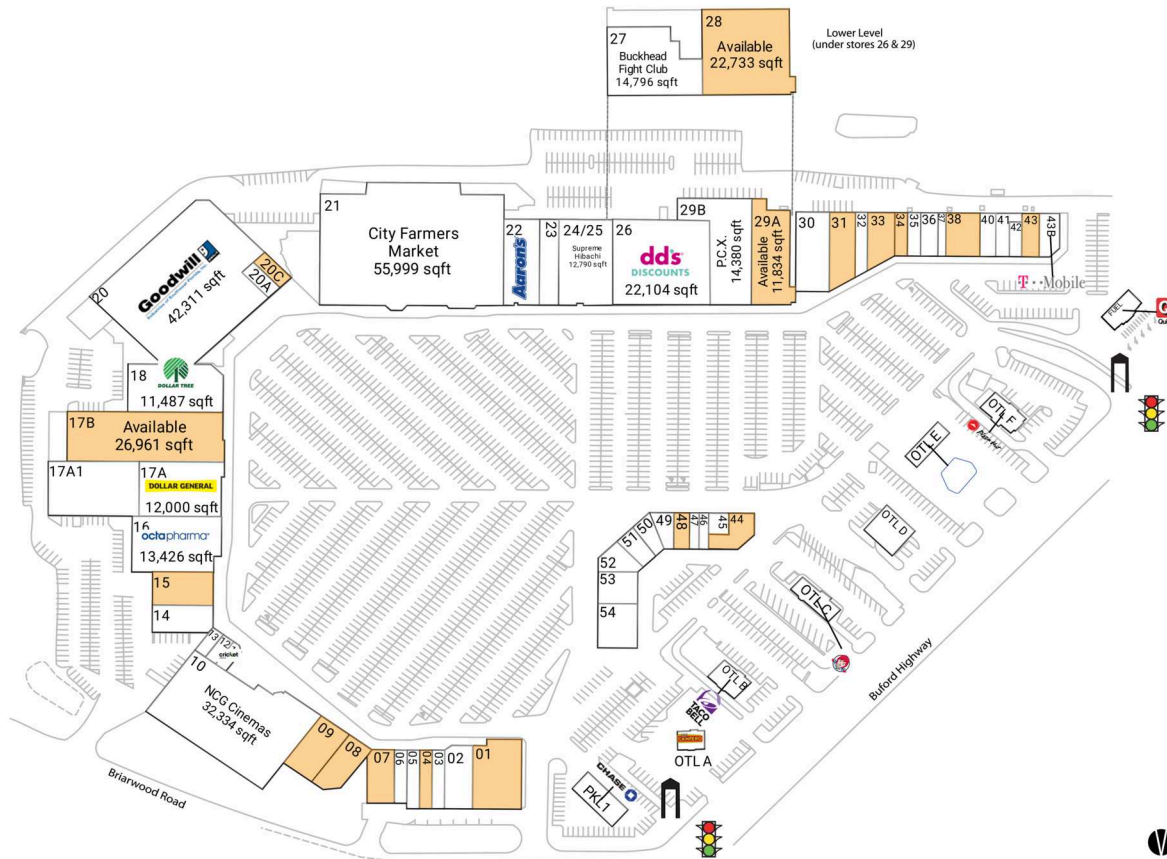 28
Available
22,733 sqft
27
Buckhead
Fight Club
14,796 sqft
Lower Level
(under stores 26 & 29)
21
City Farmers
Market
55,999 sqft
22
Aaron's
23
24/25
Supreme
Hibachi
12,790 sqft
26
dd's
DISCOUNTS
22,104 sqft
29B
P.C.X.
14,380 sqft
29A
Available
11,834 sqft
30
31
32
33
34
35
36
37
38
40
41
42
43
43B
T Mobile
FUEL
20
Goodwill
42,311 sqft
20C
20A
18
DOLLAR TREE
11,487 sqft
17B
Available
26,961 sqft
17A1
17A
DOLLAR GENERAL
12,000 sqft
16
octapharma
13,426 sqft
15
14
13
12
cricket
10
NCG Cinemas
32,334 sqft
09
08
07
06
05
04
03
02
01
52
51
50
49
48
47
46
45
44
53
54
OTL F
Pizza Hut
OTL E
OTL D
OTL C
OTL B
TACO
BELL
OTL A
CHASE
PKL1
Buford Highway
Briarwood Road